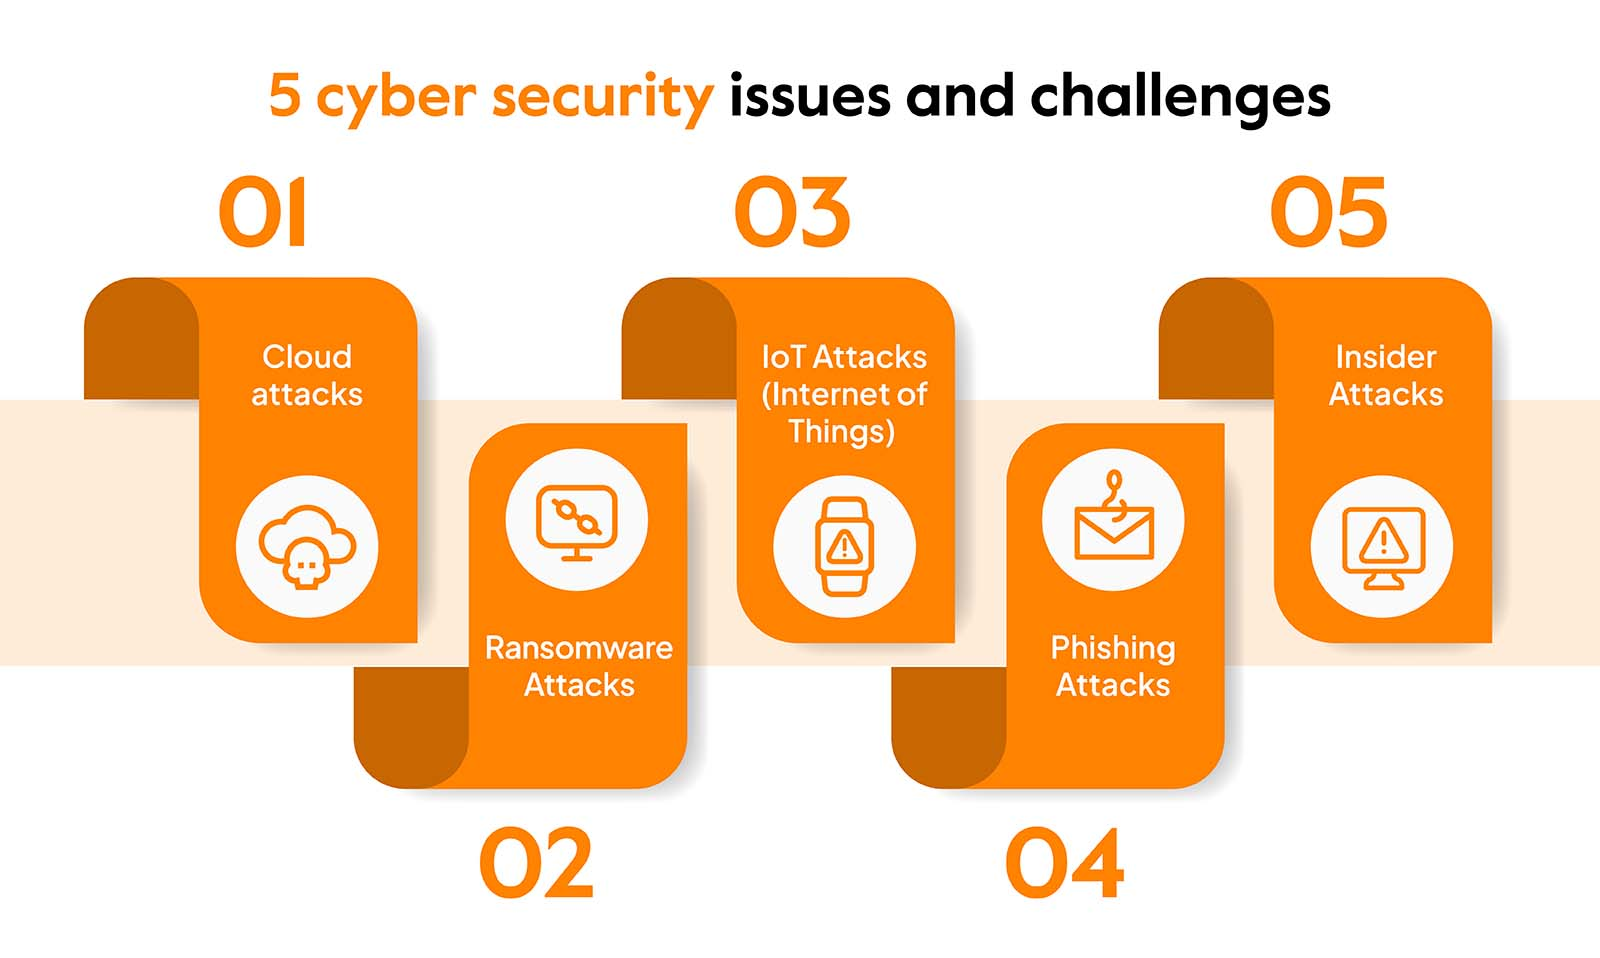 5 cyber security issues and challenges
01
Cloud
attacks
02
Ransomware
Attacks
03
IoT Attacks
(Internet of
Things)
04
Phishing
Attacks
05
Insider
Attacks